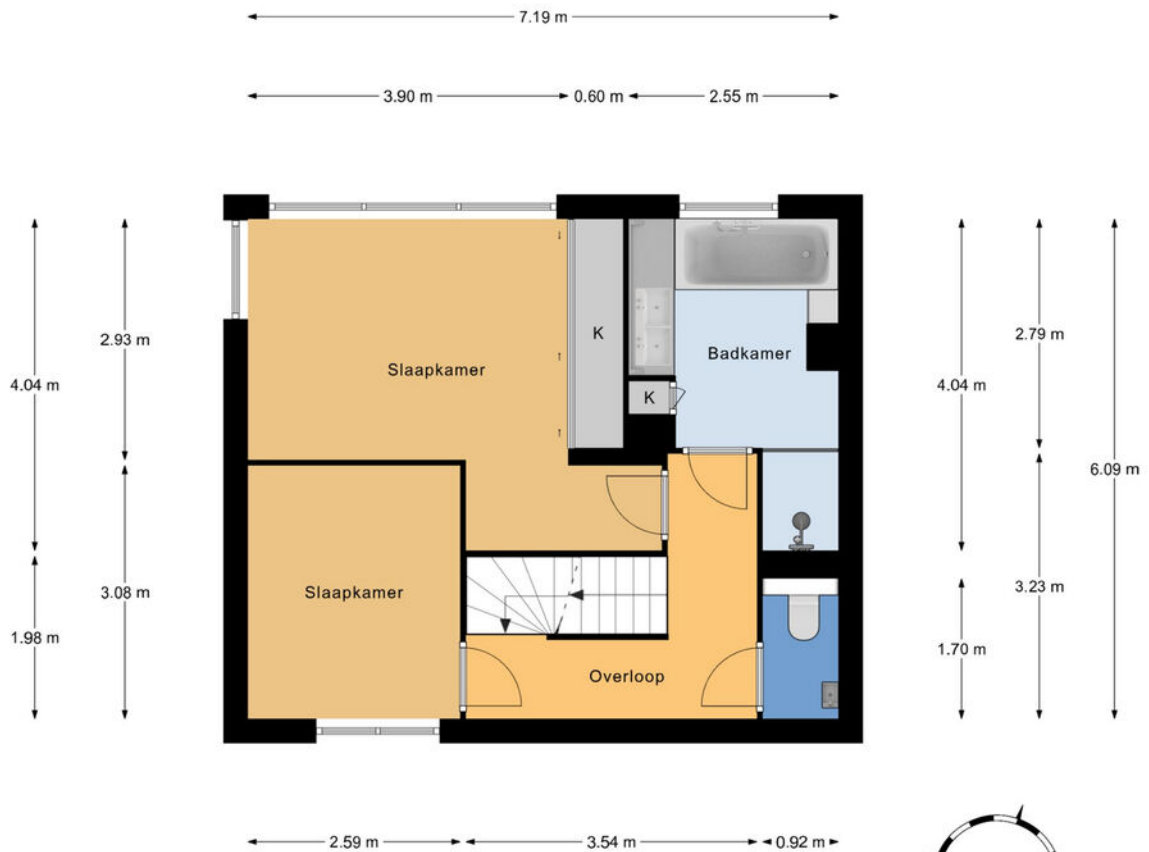 7.19 m
3.90 m
0.60 m
2.55 m
2.93 m
4.04 m
3.08 m
1.98 m
Slaapkamer
K
Badkamer
K
Slaapkamer
Overloop
2.79 m
4.04 m
6.09 m
3.23 m
1.70 m
2.59 m
3.54 m
0.92 m